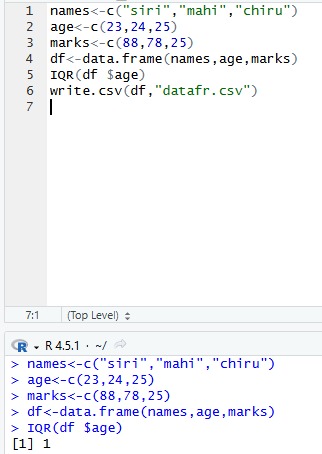 1 names<-c("siri","mahi","chiru")
2 age<-c(23,24,25)
3 marks<-c(88,78,25)
4 df<-data.frame(names,age,marks)
5 IQR(df $age)
6 write.csv(df,"datafr.csv")
7
7:1 (Top Level)
R R 4.5.1 · ~/
> names<-c("siri","mahi","chiru")
> age<-c(23,24,25)
> marks<-c(88,78,25)
> df<-data.frame(names,age,marks)
> IQR(df $age)
[1] 1